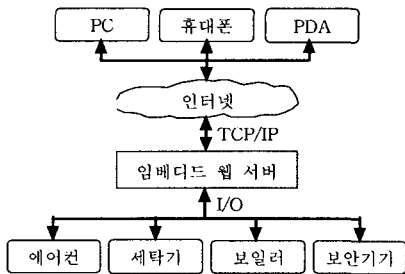 PC 휴대폰 PDA
인터넷
TCP/IP
임베디드 웹 서버
I/O
에어컨 세탁기 보일러 보안기기